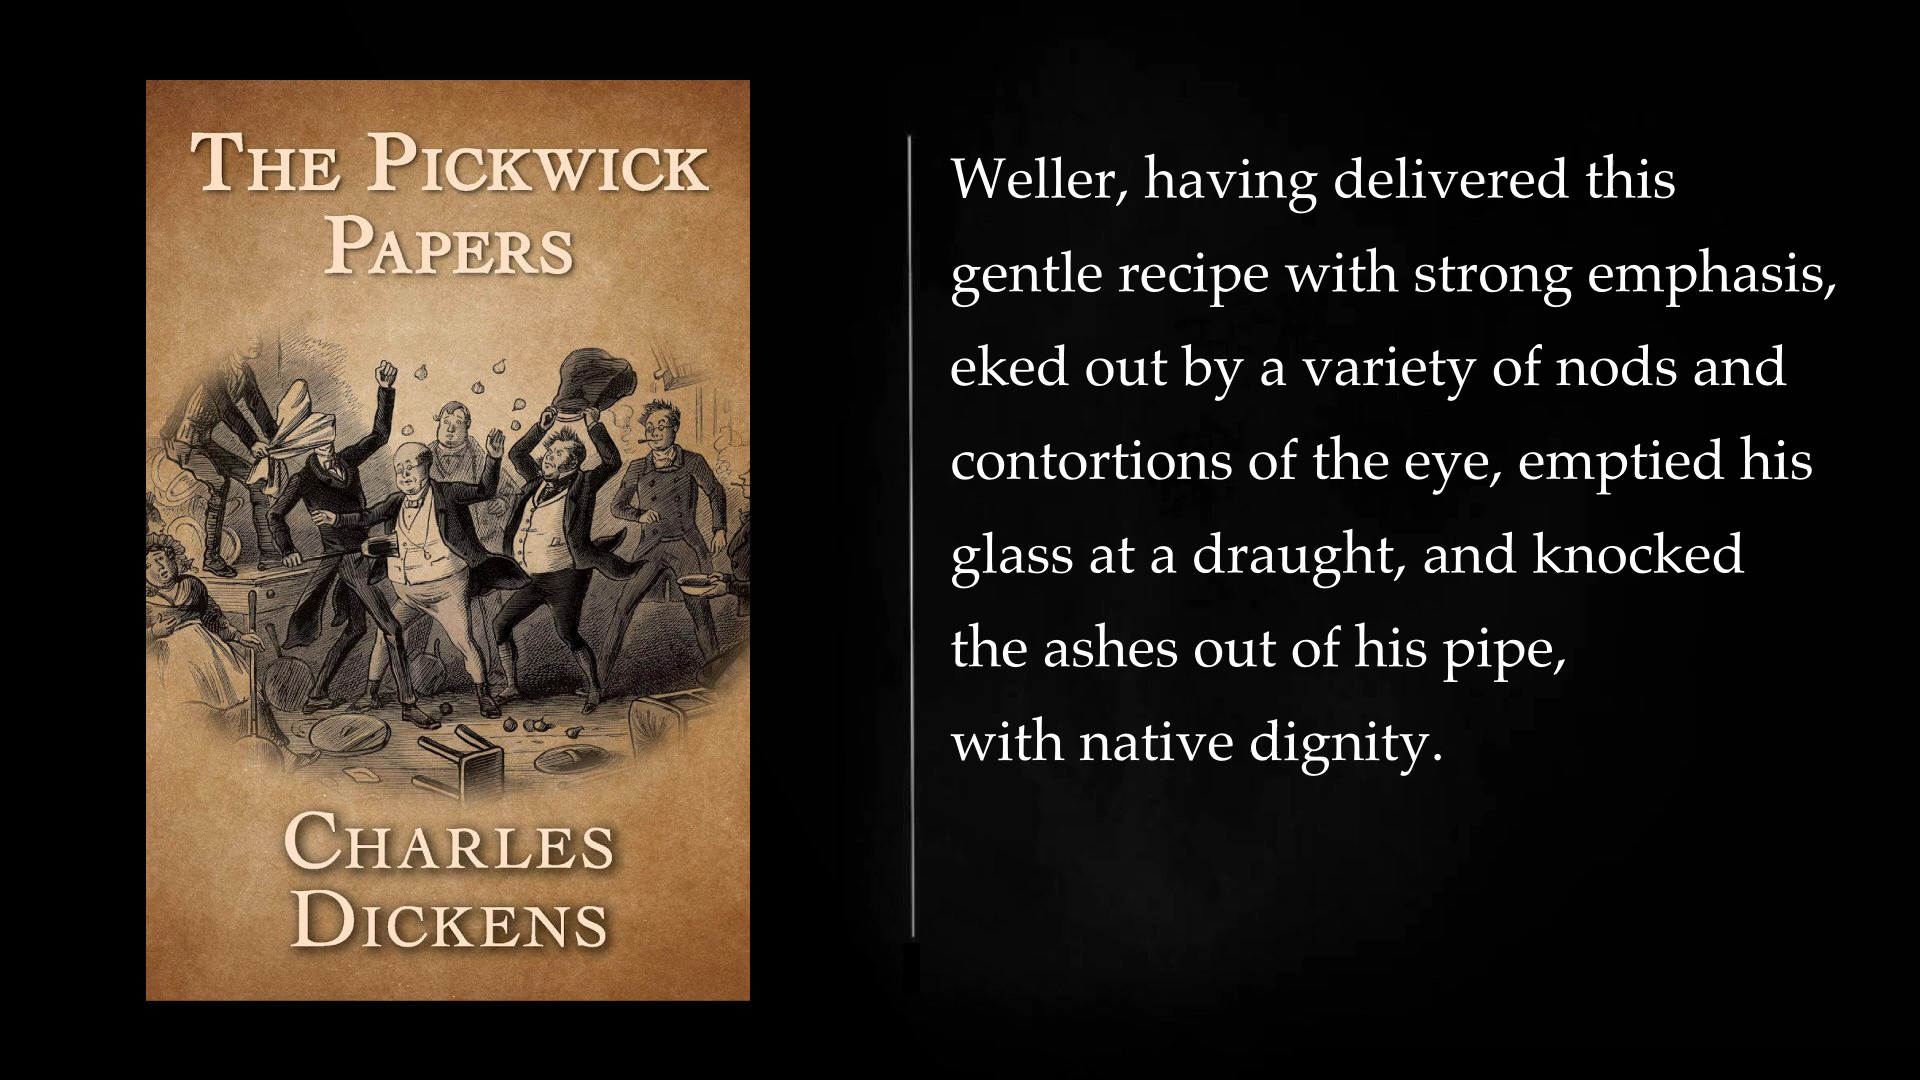 The Pickwick
Papers
Charles
Dickens
Weller, having delivered this
gentle recipe with strong emphasis,
eked out by a variety of nods and
contortions of the eye, emptied his
glass at a draught, and knocked
the ashes out of his pipe,
with native dignity.